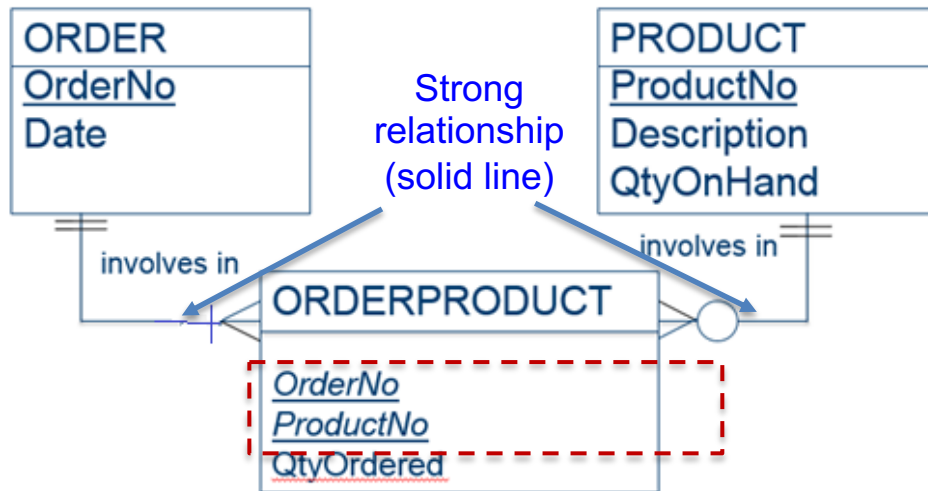 ORDER
OrderNo
Date
Strong
relationship
(solid line)
PRODUCT
ProductNo
Description
QtyOnHand
involves in
involves in
ORDERPRODUCT
OrderNo
ProductNo
QtyOrdered